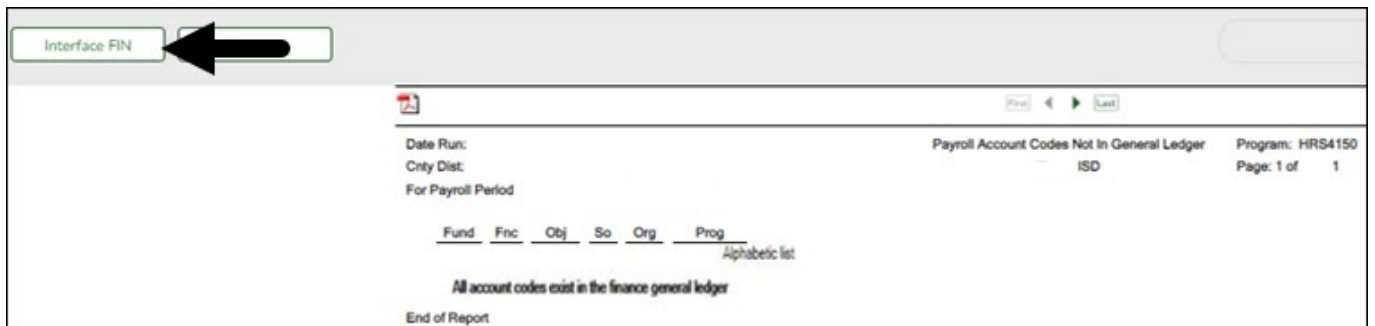 Interface FIN
First Last
Date Run: Payroll Account Codes Not In General Ledger Program: HRS4150
Cnty Dist: ISD Page: 1 of 1
For Payroll Period
Fund Fnc Obj So Org Prog
Alphabetic list
All account codes exist in the finance general ledger
End of Report